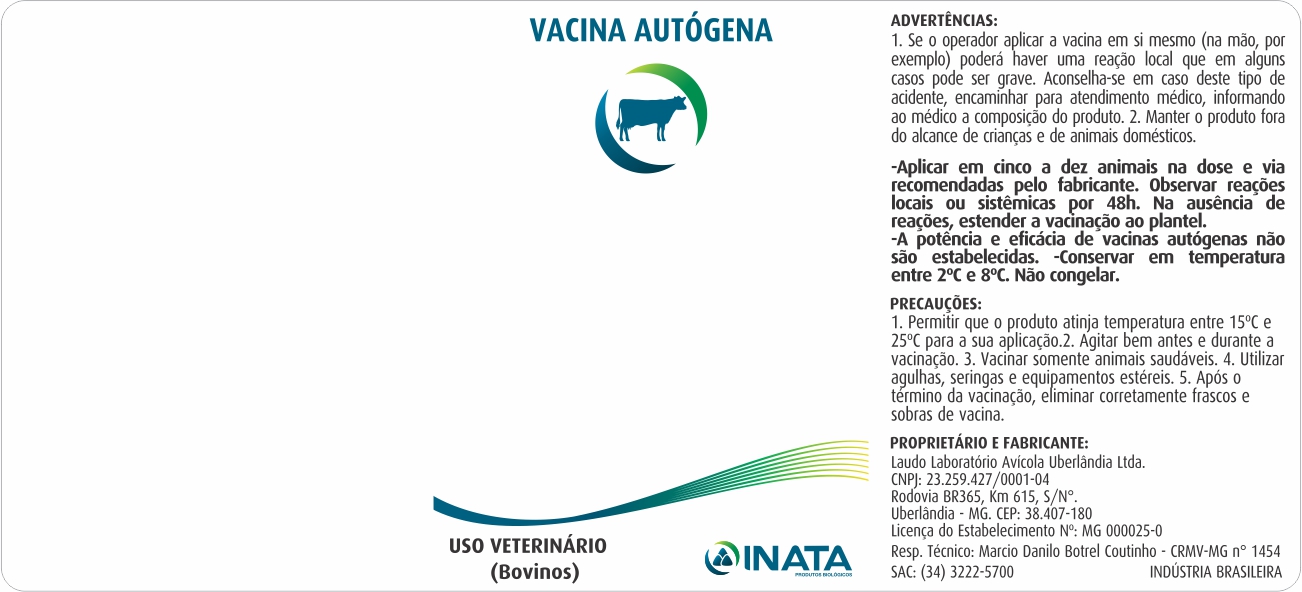 VACINA AUTÓGENA
USO VETERINÁRIO
(Bovinos)
INATA
PRODUTOS BIOLÓGICOS
ADVERTÊNCIAS:
1. Se o operador aplicar a vacina em si mesmo (na mão, por
exemplo) poderá haver uma reação local que em alguns
casos pode ser grave. Aconselha-se em caso deste tipo de
acidente, encaminhar para atendimento médico, informando
ao médico a composição do produto. 2. Manter o produto fora
do alcance de crianças e de animais domésticos.
-Aplicar em cinco a dez animais na dose e via
recomendadas pelo fabricante. Observar reações
locais ou sistêmicas por 48h. Na ausência de
reações, estender a vacinação ao plantel.
-A potência e eficácia de vacinas autógenas não
são estabelecidas. -Conservar em temperatura
entre 2ºC e 8ºC. Não congelar.
PRECAUÇÕES:
1. Permitir que o produto atinja temperatura entre 15ºC e
25ºC para a sua aplicação.2. Agitar bem antes e durante a
vacinação. 3. Vacinar somente animais saudáveis. 4. Utilizar
agulhas, seringas e equipamentos estéreis. 5. Após o
término da vacinação, eliminar corretamente frascos e
sobras de vacina.
PROPRIETÁRIO E FABRICANTE:
Laudo Laboratório Avícola Uberlândia Ltda.
CNPJ: 23.259.427/0001-04
Rodovia BR365, Km 615, S/N°.
Uberlândia - MG. CEP: 38.407-180
Licença do Estabelecimento Nº: MG 000025-0
Resp. Técnico: Marcio Danilo Botrel Coutinho - CRMV-MG n° 1454
SAC: (34) 3222-5700 INDÚSTRIA BRASILEIRA